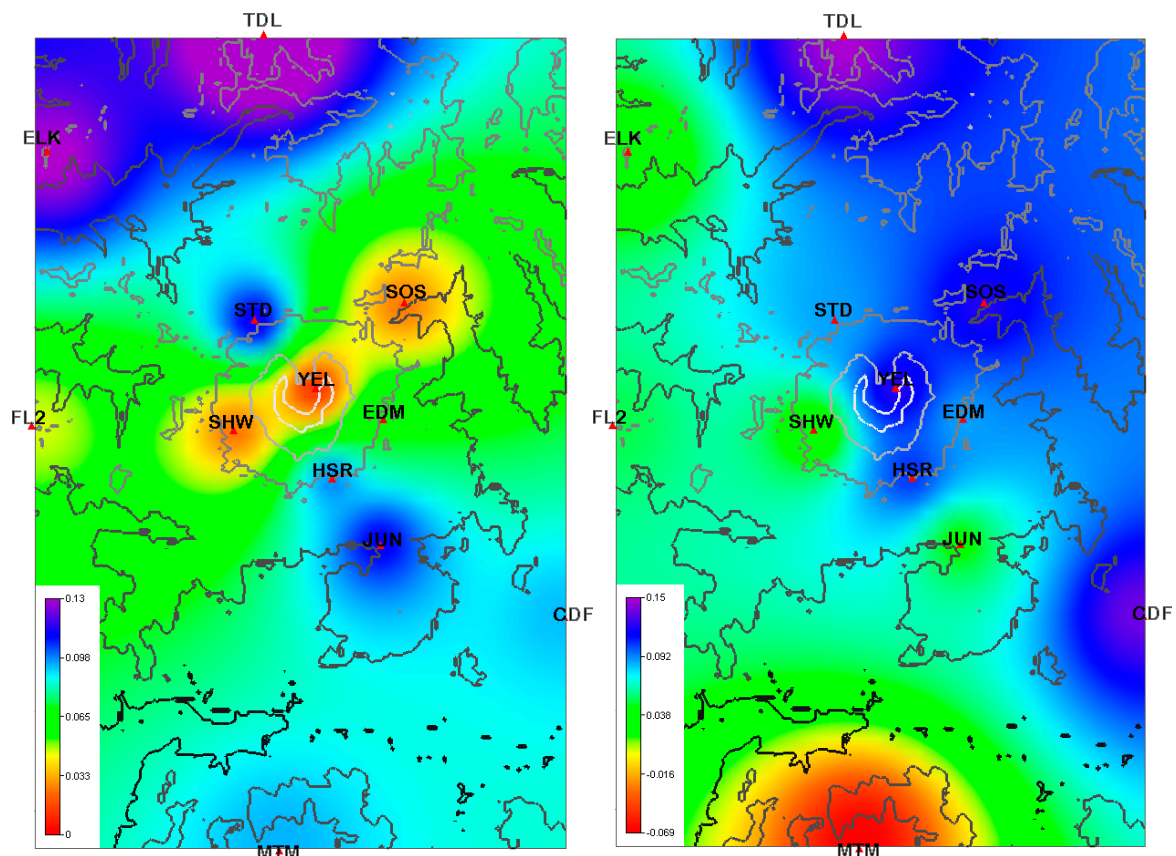 TDL
ELK
SOS
STD
YEL
EDM
FL2
SHW
HSR
JUN
CDF
0.13
0.098
0.065
0.033
0
MTM
TDL
ELK
SOS
STD
YEL
EDM
FL2
SHW
HSR
JUN
CDF
0.15
0.092
0.038
-0.016
-0.069
MTM